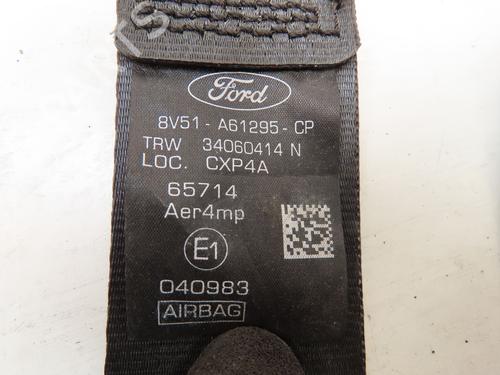 Ford
8V51 - A61295 - CP
TRW 34060414 N
LOC. CXP4A
65714
Aer4mp
E1
040983
AIRBAG